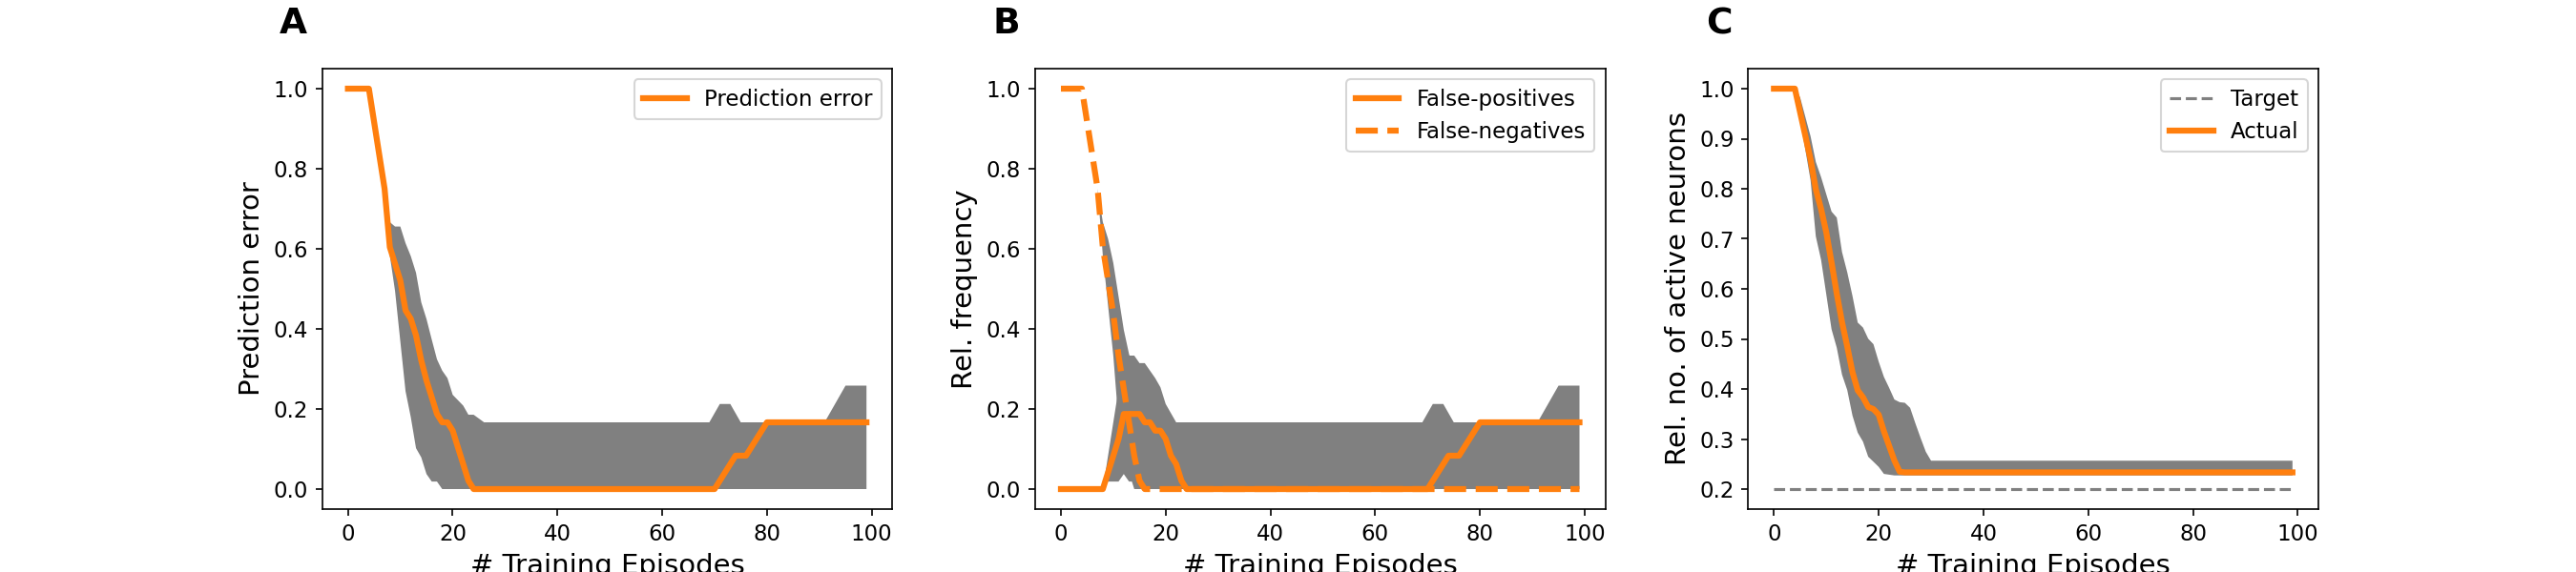 A
B
C
Prediction error
1.0
0.8
0.6
0.4
0.2
0.0
Prediction error
0
20
40
60
80
100
# Training Episodes
Rel. frequency
1.0
0.8
0.6
0.4
0.2
0.0
False-positives
False-negatives
0
20
40
60
80
100
# Training Episodes
Rel. no. of active neurons
1.0
0.9
0.8
0.7
0.6
0.5
0.4
0.3
0.2
Target
Actual
0
20
40
60
80
100
# Training Episodes